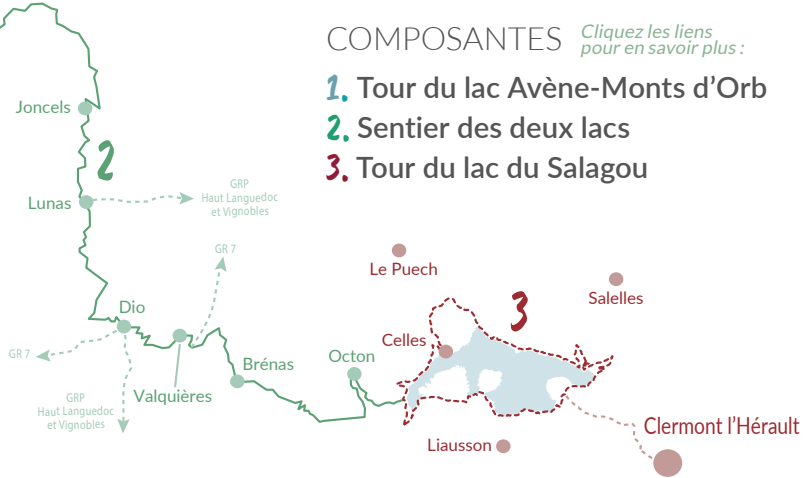 COMPOSANTES
Cliquez les liens
pour en savoir plus :
1. Tour du lac Avène-Monts d’Orb
2. Sentier des deux lacs
3. Tour du lac du Salagou
Joncels
2
Lunas
GRP
Haut Languedoc
et Vignobles
GR 7
Le Puech
Salelles
3
Dio
Celles
GR 7
Octon
Brénas
Valquières
GRP
Haut Languedoc
et Vignobles
Clermont l’Hérault
Liausson